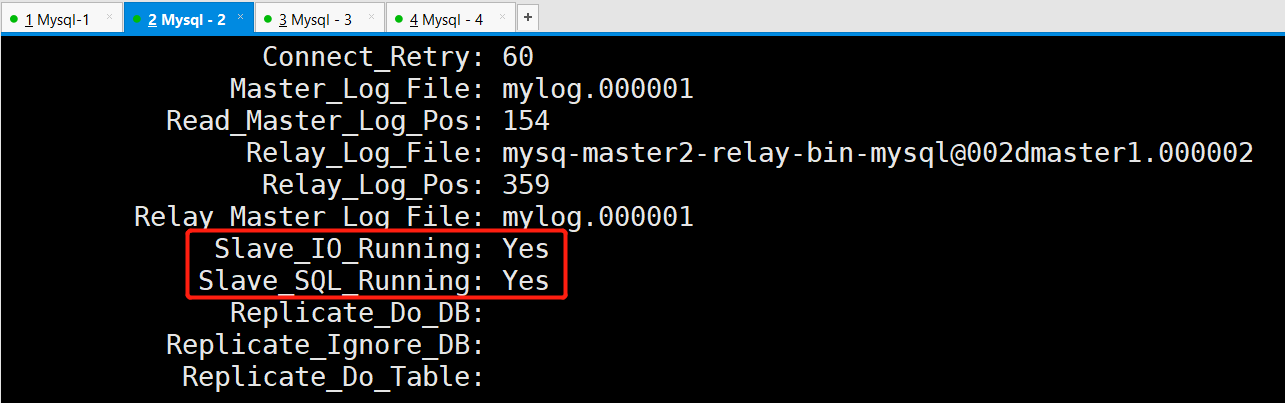 1 Mysql-1 × 2 Mysql - 2 × 3 Mysql - 3 × 4 Mysql - 4 × +
Connect_Retry: 60
Master_Log_File: mylog.000001
Read_Master_Log_Pos: 154
Relay_Log_File: mysq-master2-relay-bin-mysql@002dmaster1.000002
Relay_Log_Pos: 359
Relay_Master_Log_File: mylog.000001
Slave_IO_Running: Yes
Slave_SQL_Running: Yes
Replicate_Do_DB:
Replicate_Ignore_DB:
Replicate_Do_Table: